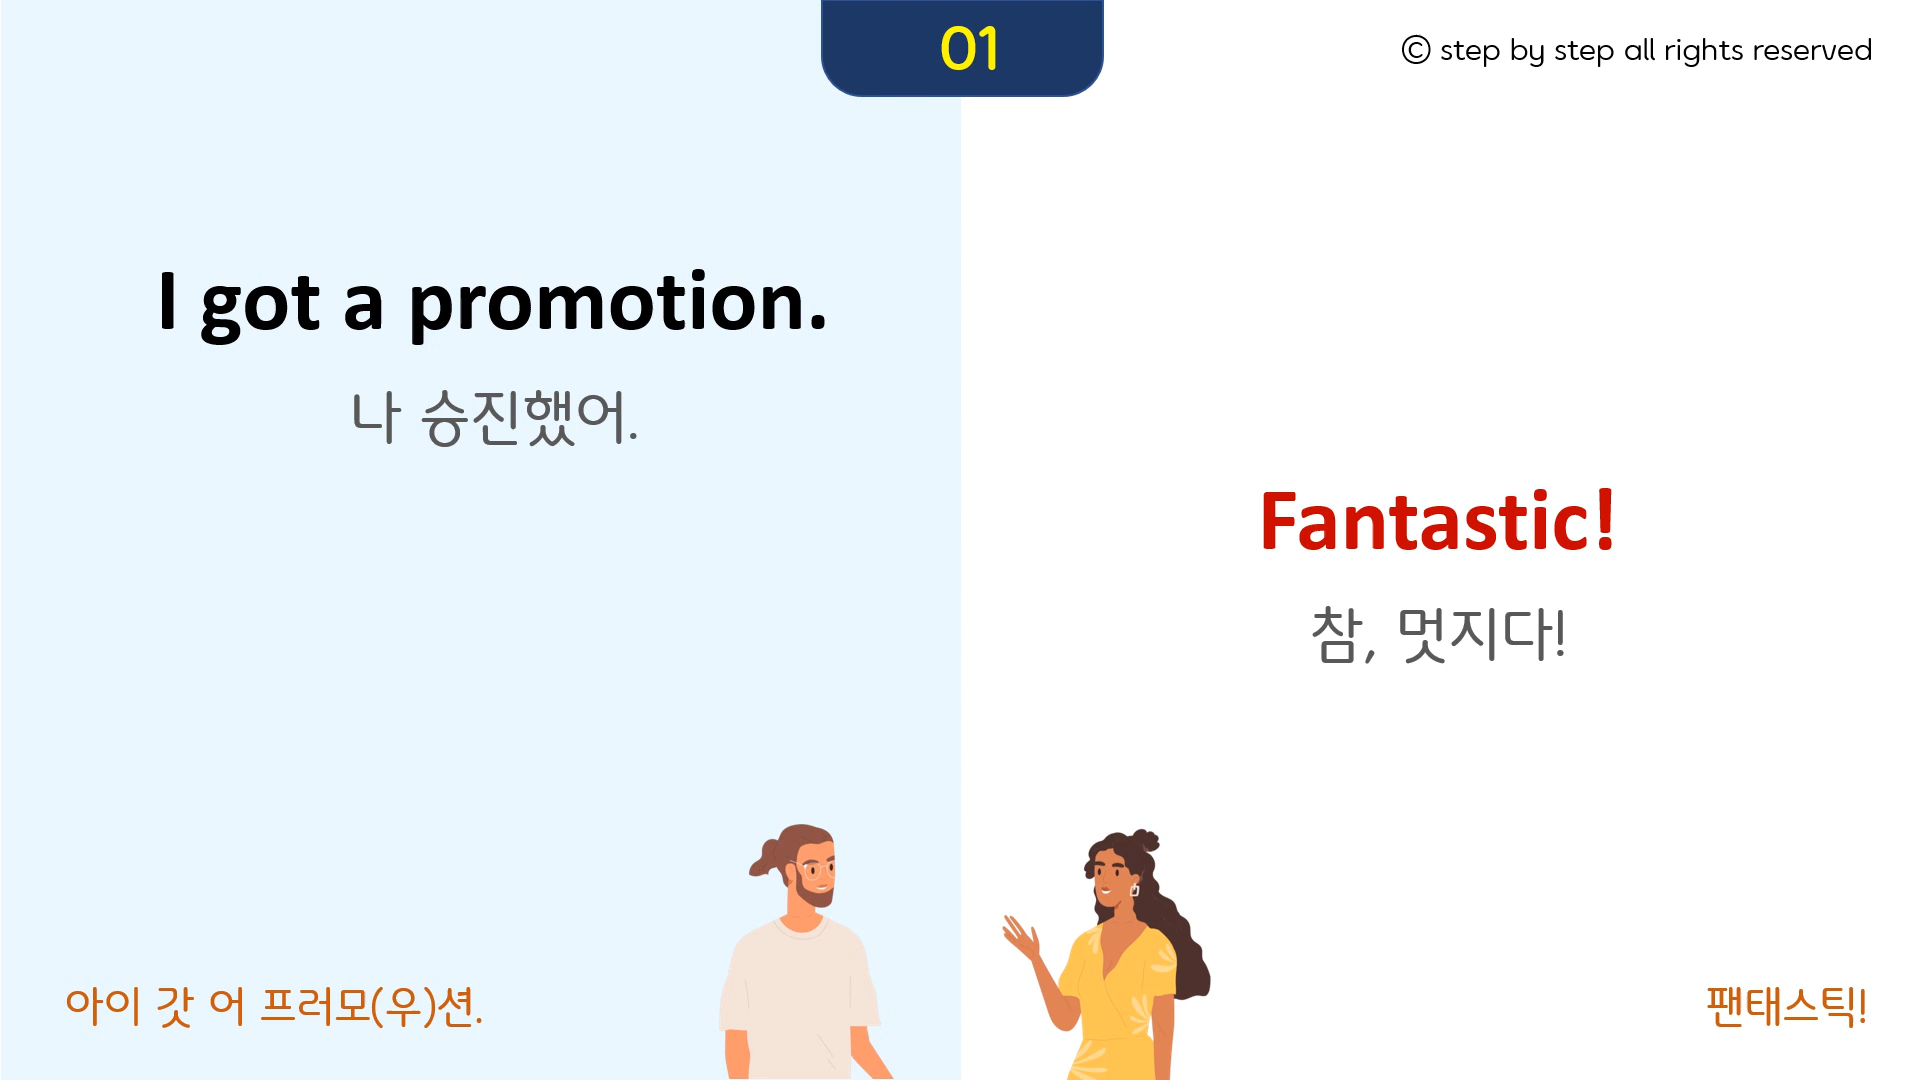 01
© step by step all rights reserved
I got a promotion.
나 승진했어.
Fantastic!
참, 멋지다!
아이 갓 어 프러모(우)션.
팬태스틱!